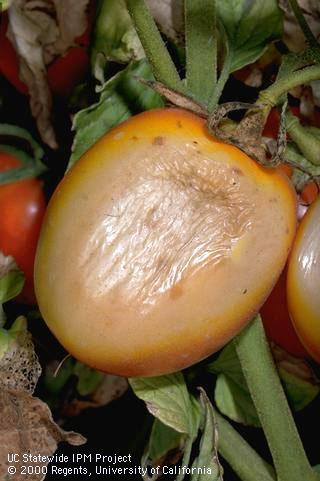 UC Statewide IPM Project
© 2000 Regents, University of California